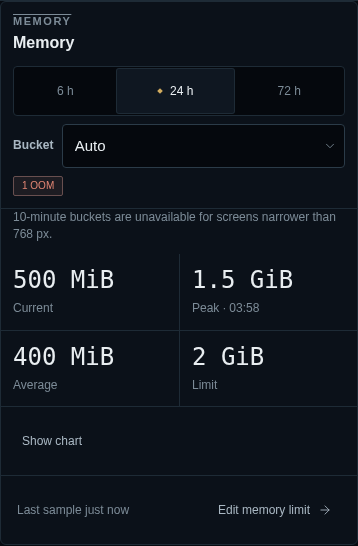 MEMORY
Memory
6 h
24 h
72 h
Bucket
Auto
1 OOM
10-minute buckets are unavailable for screens narrower than
768 px.
500 MiB
1.5 GiB
Current
Peak · 03:58
400 MiB
2 GiB
Average
Limit
Show chart
Last sample just now
Edit memory limit →